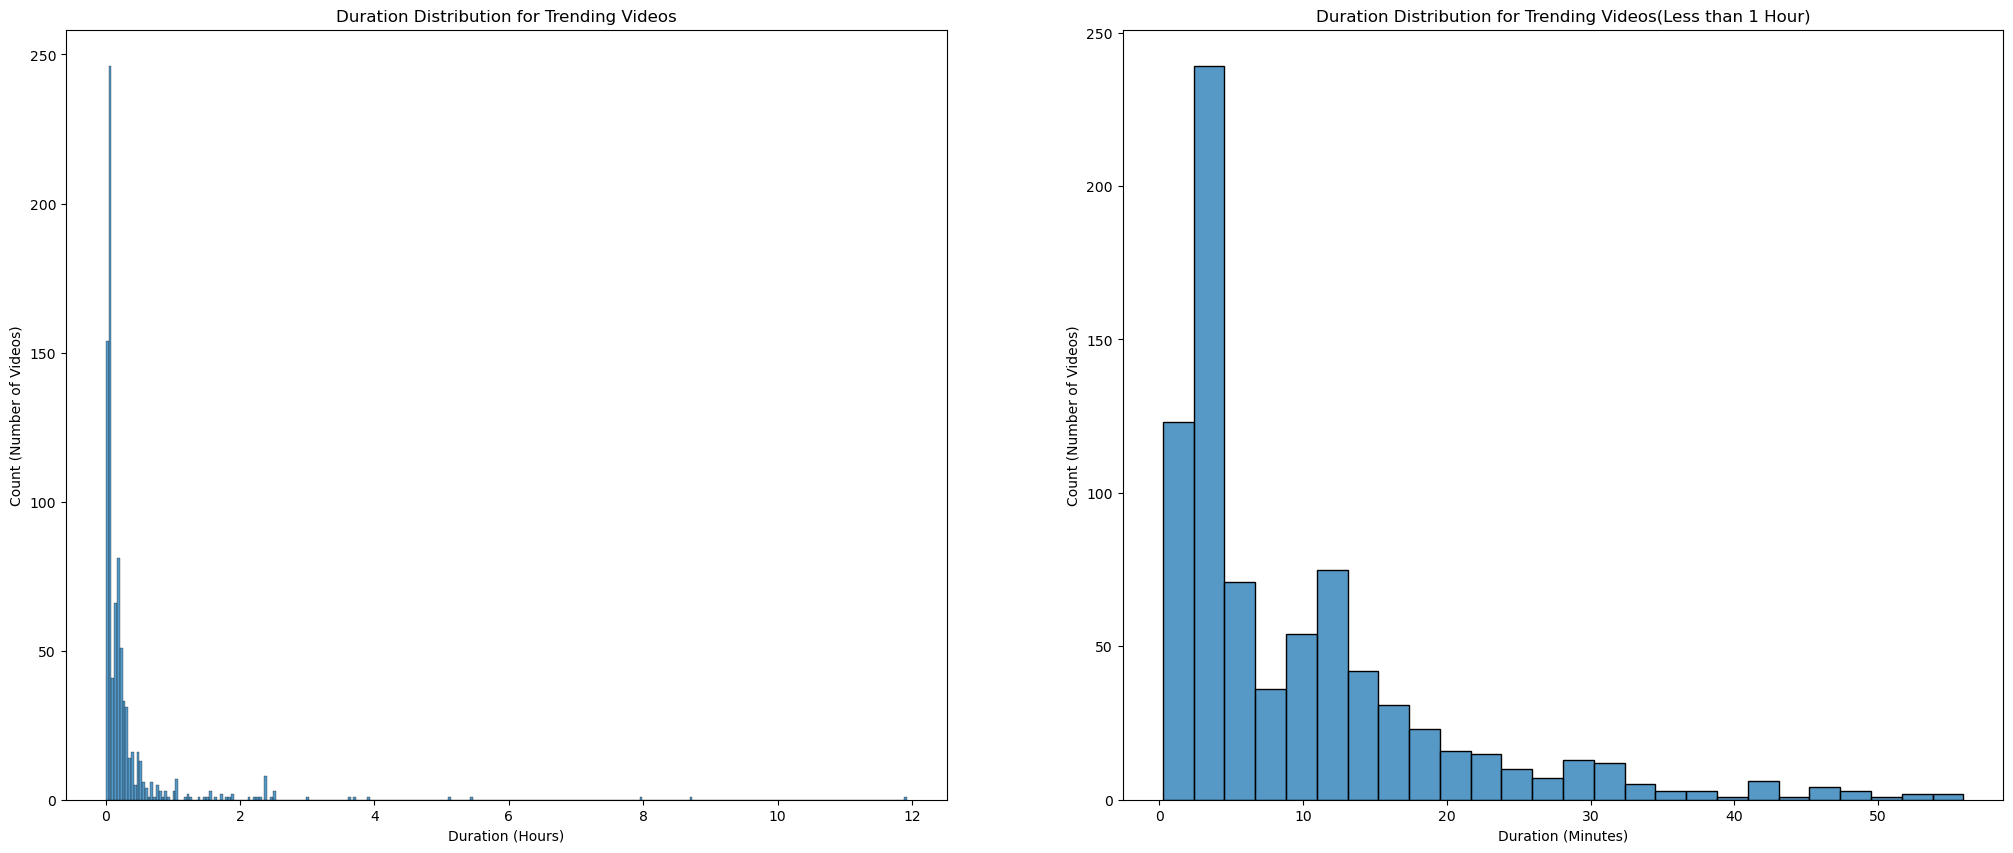 Duration Distribution for Trending Videos
Count (Number of Videos)
250
200
150
100
50
0
0 2 4 6 8 10 12
Duration (Hours)
Duration Distribution for Trending Videos(Less than 1 Hour)
Count (Number of Videos)
250
200
150
100
50
0
0 10 20 30 40 50
Duration (Minutes)